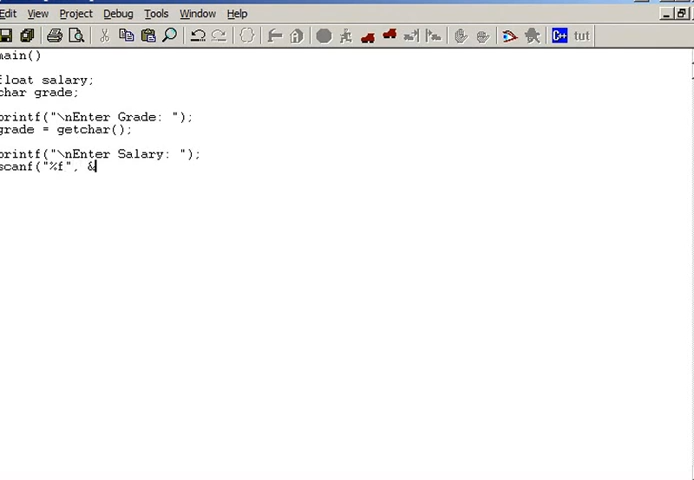 Edit View Project Debug Tools Window Help
C++ tut
main()
float salary;
char grade;
printf("\nEnter Grade: ");
grade = getchar();
printf("\nEnter Salary: ");
scanf("%f", &